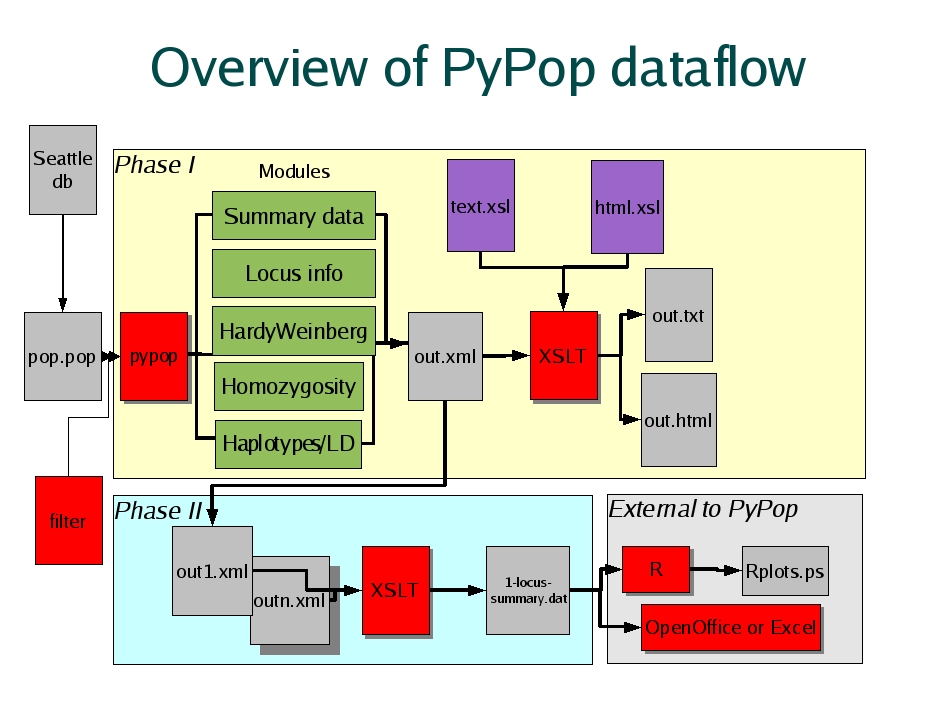 Overview of PyPop dataflow
Seattle
db
Phase I
Modules
Summary data
Locus info
HardyWeinberg
Homozygosity
Haplotypes/LD
text.xsl
html.xsl
pop.pop
pypop
out.xml
XSLT
out.txt
out.html
filter
Phase II
out1.xml
outn.xml
XSLT
1-locus-
summary.dat
External to PyPop
R
Rplots.ps
OpenOffice or Excel